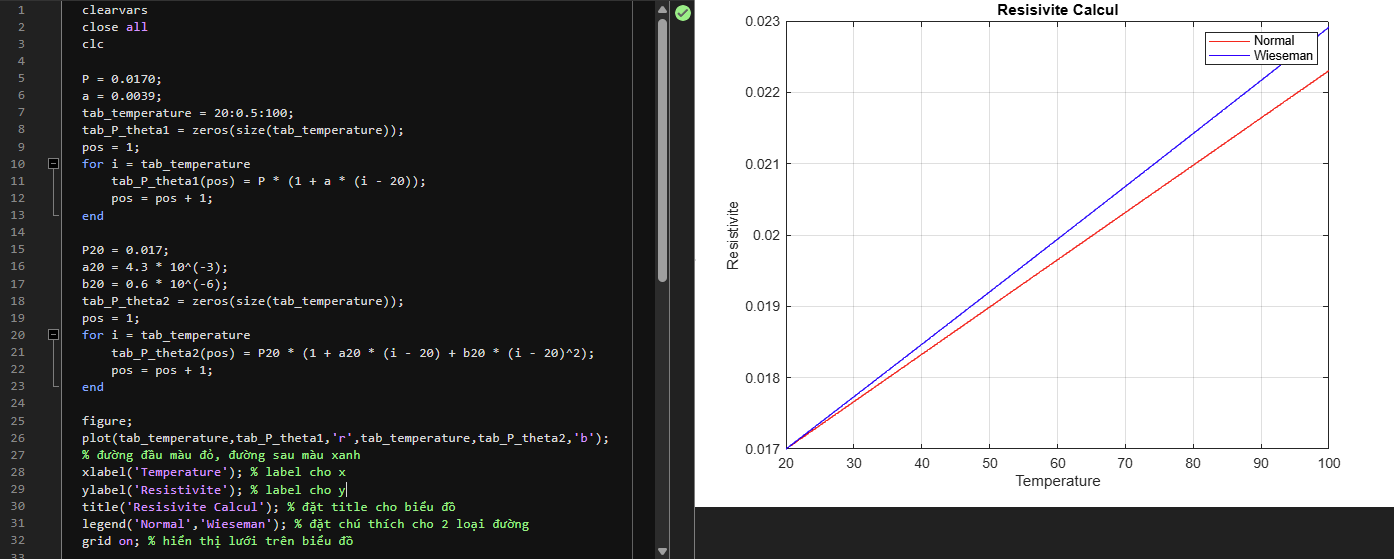 1 clearvars
2 close all
3 clc
4
5 P = 0.0170;
6 a = 0.0039;
7 tab_temperature = 20:0.5:100;
8 tab_P_theta1 = zeros(size(tab_temperature));
9 pos = 1;
10 for i = tab_temperature
11 tab_P_theta1(pos) = P * (1 + a * (i - 20));
12 pos = pos + 1;
13 end
14
15 P20 = 0.017;
16 a20 = 4.3 * 10^(-3);
17 b20 = 0.6 * 10^(-6);
18 tab_P_theta2 = zeros(size(tab_temperature));
19 pos = 1;
20 for i = tab_temperature
21 tab_P_theta2(pos) = P20 * (1 + a20 * (i - 20) + b20 * (i - 20)^2);
22 pos = pos + 1;
23 end
24
25 figure;
26 plot(tab_temperature,tab_P_theta1,'r',tab_temperature,tab_P_theta2,'b');
27 % đường đầu màu đỏ, đường sau màu xanh
28 xlabel('Temperature'); % label cho x
29 ylabel('Resistivite'); % label cho y
30 title('Resisivite Calcul'); % đặt title cho biểu đồ
31 legend('Normal','Wieseman'); % đặt chú thích cho 2 loại đường
32 grid on; % hiển thị lưới trên biểu đồ
33
Resisivite Calcul
Normal
Wieseman
0.023
0.022
0.021
0.02
0.019
0.018
0.017
Resistivite
20 30 40 50 60 70 80 90 100
Temperature